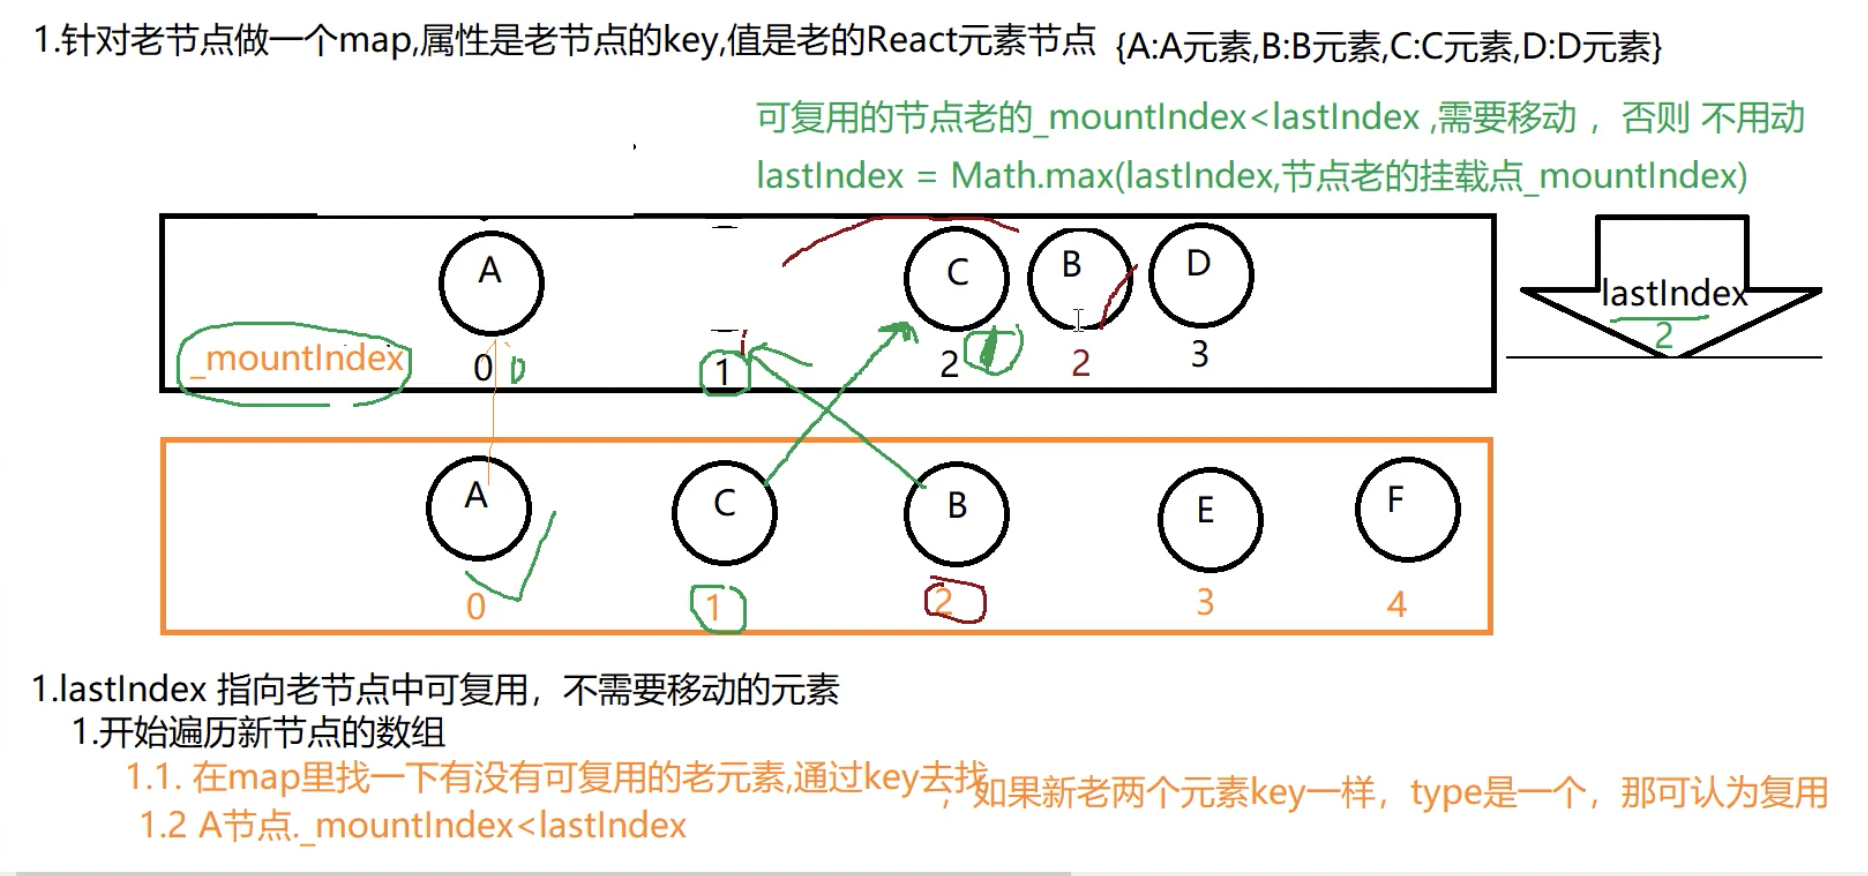 1.针对老节点做一个map,属性是老节点的key,值是老的React元素节点 {A:A元素,B:B元素,C:C元素,D:D元素}
可复用的节点老的_mountIndex<lastIndex ,需要移动 ，否则 不用动
lastIndex = Math.max(lastIndex,节点老的挂载点_mountIndex)
A C B D
lastIndex
2
_mountIndex 0 0 1 1 2 1 2 3
A C B E F
0 1 2 3 4
1.lastIndex 指向老节点中可复用，不需要移动的元素
1.开始遍历新节点的数组
1.1. 在map里找一下有没有可复用的老元素,通过key去找，如果新老两个元素key一样，type是一个，那可认为复用
1.2 A节点._mountIndex<lastIndex